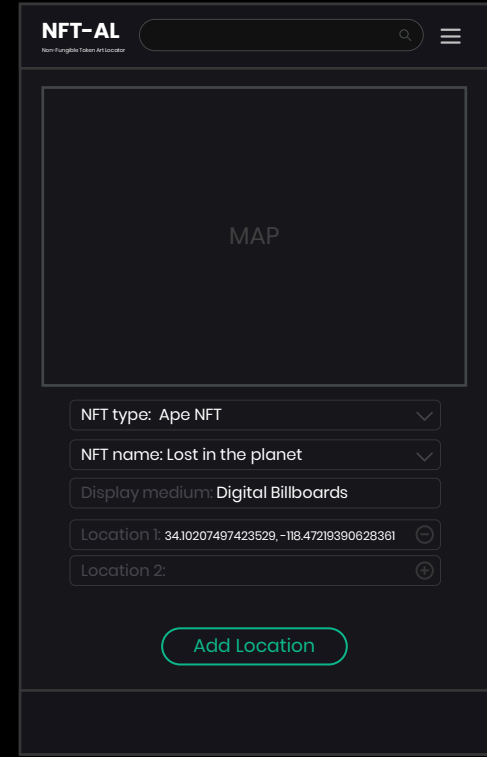 NFT-AL
Non-Fungible Token Art Locator
MAP
NFT type: Ape NFT
NFT name: Lost in the planet
Display medium: Digital Billboards
Location 1: 34.10207497423529, -118.47219390628361
Location 2:
Add Location